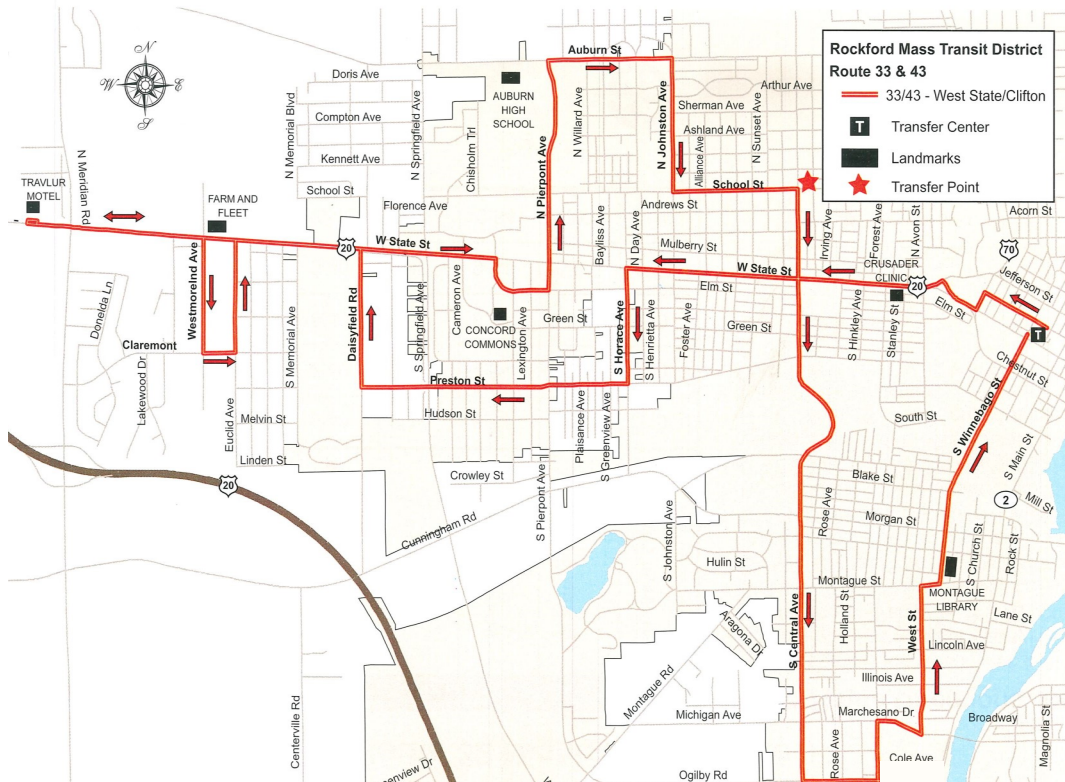 Rockford Mass Transit District
Route 33 & 43
33/43 - West State/Clifton
T
Transfer Center
Landmarks
Transfer Point
N
W
E
S
Auburn St
Doris Ave
AUBURN
HIGH
SCHOOL
Arthur Ave
N Memorial Blvd
N Springfield Ave
Compton Ave
Chisholm Trl
N Willard Ave
N Johnston Ave
Sherman Ave
Ashland Ave
Alliance Ave
N Sunset Ave
Kennett Ave
N Meridian Rd
TRAVLUR
MOTEL
School St
School St
FARM AND
FLEET
Florence Ave
N Pierpont Ave
Andrews St
Bayliss Ave
N Day Ave
Mulberry St
Irving Ave
Forest Ave
N Avon St
Acorn St
20
W State St
W State St
CRUSADER
CLINIC
20
70
Jefferson St
Elm St
Elm St
T
Westmorelnd Ave
Donelda Ln
Daisyfield Rd
S Springfield Ave
Cameron Ave
CONCORD
COMMONS
Lexington Ave
Green St
S Horace Ave
S Henrietta Ave
Foster Ave
Green St
S Hinkley Ave
Stanley St
Chestnut St
Claremont
Lakewood Dr
Euclid Ave
S Memorial Ave
Preston St
Hudson St
Melvin St
Linden St
Plaisance Ave
S Greenview Ave
South St
S Winnebago St
S Main St
20
Crowley St
S Pierpont Ave
Cunningham Rd
Blake St
Rose Ave
Morgan St
2
Mill St
S Johnston Ave
Hulin St
S Church St
Rock St
Montague St
MONTAGUE
LIBRARY
Holland St
Lane St
S Central Ave
West St
Lincoln Ave
Aragona Dr
Montague Rd
Illinois Ave
Michigan Ave
Marchesano Dr
Broadway
Magnolia St
Centerville Rd
Rose Ave
Cole Ave
Ogilby Rd
enview Dr